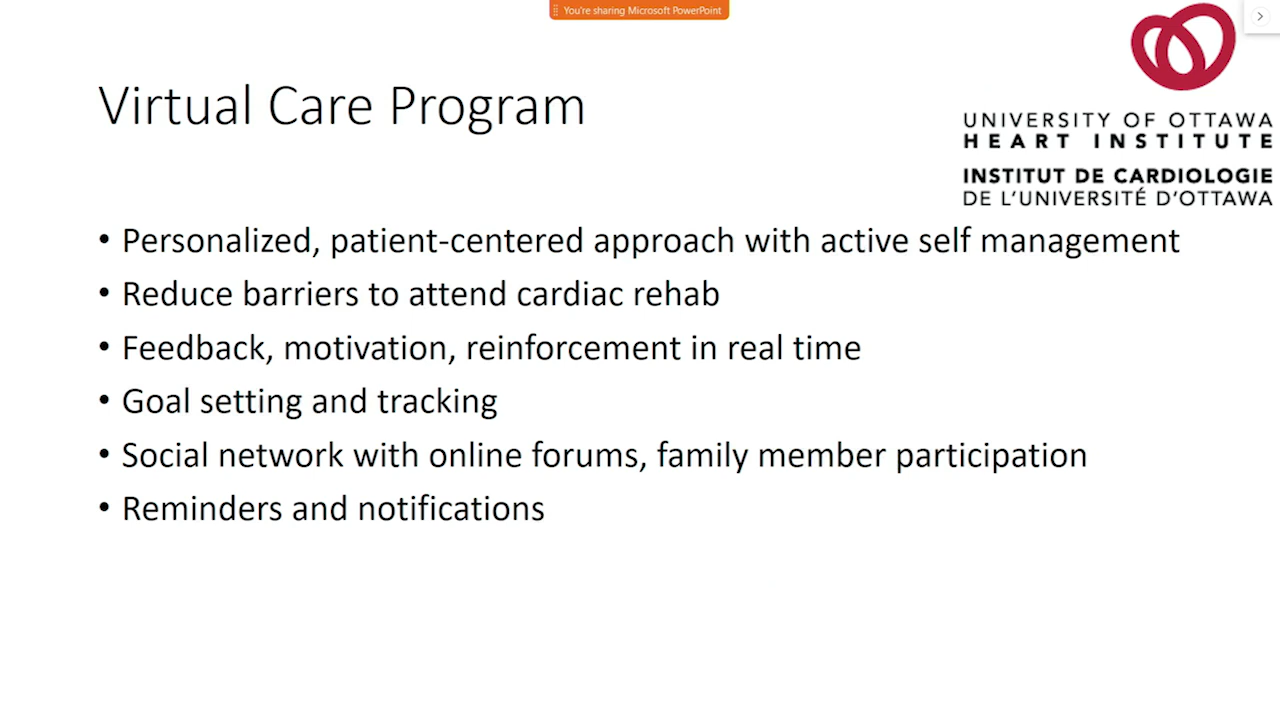 You're sharing Microsoft PowerPoint
Virtual Care Program
UNIVERSITY OF OTTAWA
HEART INSTITUTE
INSTITUT DE CARDIOLOGIE
DE L'UNIVERSITÉ D'OTTAWA
• Personalized, patient-centered approach with active self management
• Reduce barriers to attend cardiac rehab
• Feedback, motivation, reinforcement in real time
• Goal setting and tracking
• Social network with online forums, family member participation
• Reminders and notifications